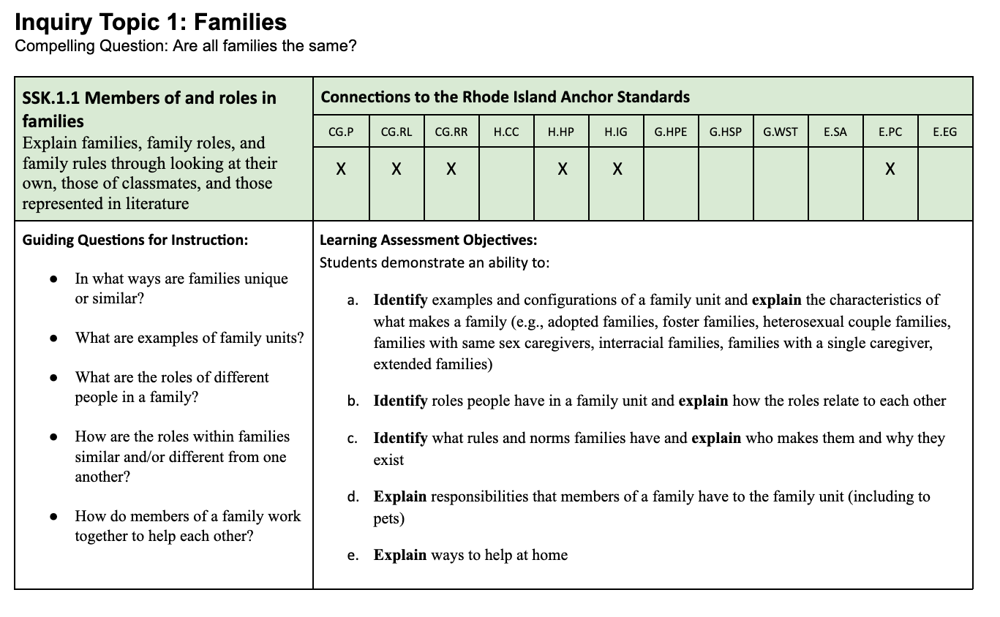 Inquiry Topic 1: Families
Compelling Question: Are all families the same?
SSK.1.1 Members of and roles in
families
Explain families, family roles, and
family rules through looking at their
own, those of classmates, and those
represented in literature
Connections to the Rhode Island Anchor Standards
CG.P CG.RL CG.RR H.CC H.HP H.IG G.HPE G.HSP G.WST E.SA E.PC E.EG
X X X X X X
Guiding Questions for Instruction:
● In what ways are families unique
or similar?
● What are examples of family units?
● What are the roles of different
people in a family?
● How are the roles within families
similar and/or different from one
another?
● How do members of a family work
together to help each other?
Learning Assessment Objectives:
Students demonstrate an ability to:
a. Identify examples and configurations of a family unit and explain the characteristics of
what makes a family (e.g., adopted families, foster families, heterosexual couple families,
families with same sex caregivers, interracial families, families with a single caregiver,
extended families)
b. Identify roles people have in a family unit and explain how the roles relate to each other
c. Identify what rules and norms families have and explain who makes them and why they
exist
d. Explain responsibilities that members of a family have to the family unit (including to
pets)
e. Explain ways to help at home